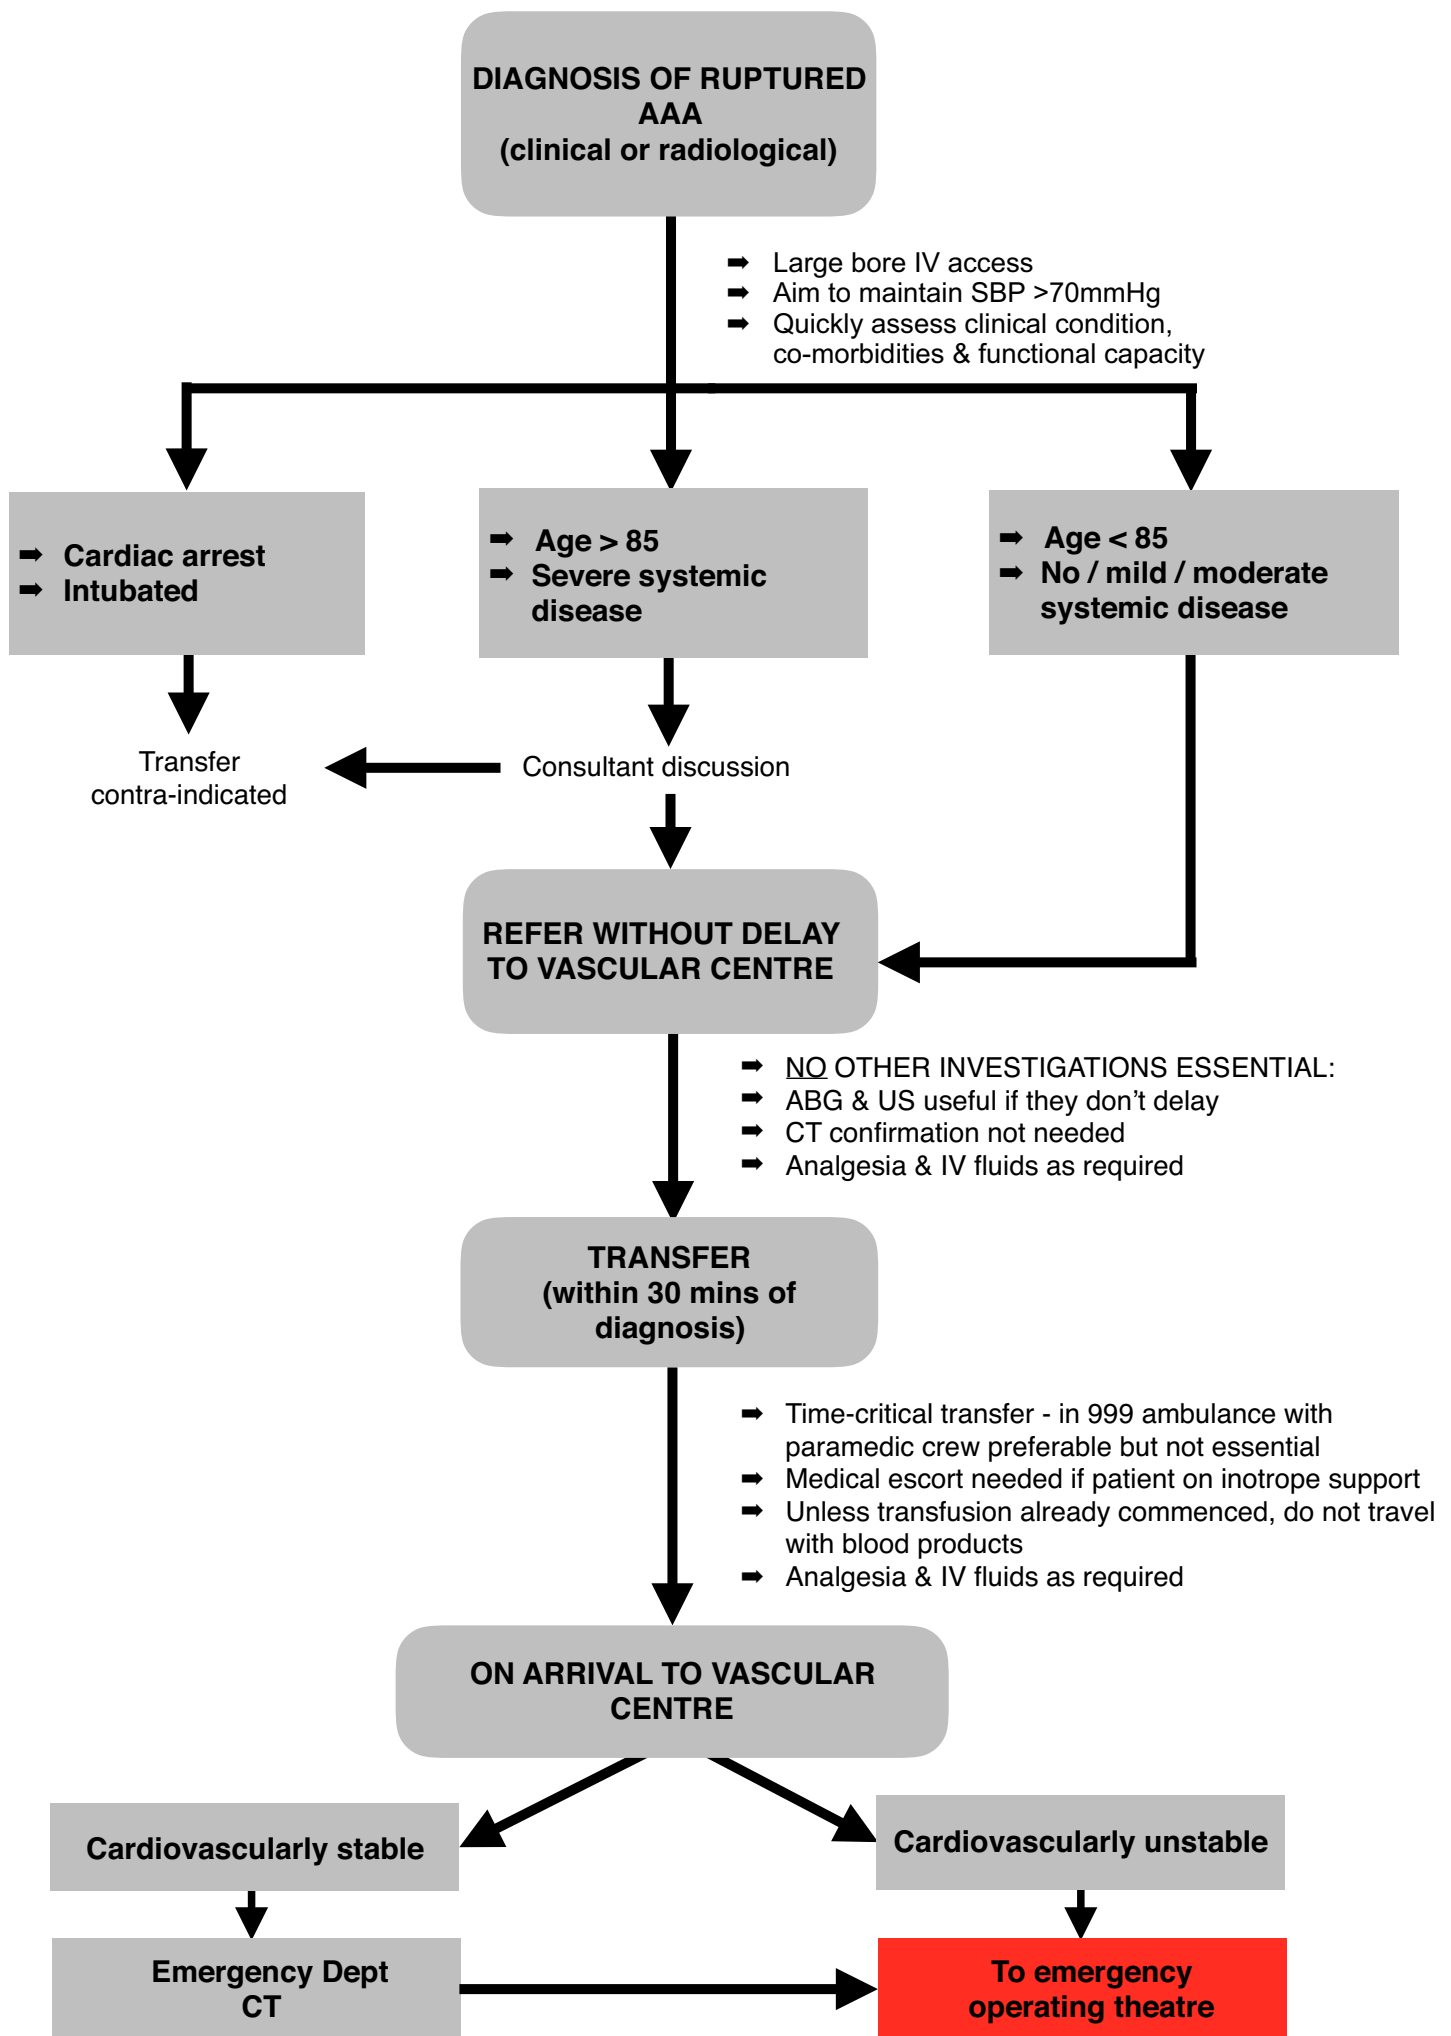 DIAGNOSIS OF RUPTURED
AAA
(clinical or radiological)
➡ Large bore IV access
➡ Aim to maintain SBP >70mmHg
➡ Quickly assess clinical condition,
co-morbidities & functional capacity
➡ Cardiac arrest
➡ Intubated
➡ Age > 85
➡ Severe systemic
disease
➡ Age < 85
➡ No / mild / moderate
systemic disease
Transfer
contra-indicated
Consultant discussion
REFER WITHOUT DELAY
TO VASCULAR CENTRE
➡ NO OTHER INVESTIGATIONS ESSENTIAL:
➡ ABG & US useful if they don’t delay
➡ CT confirmation not needed
➡ Analgesia & IV fluids as required
TRANSFER
(within 30 mins of
diagnosis)
➡ Time-critical transfer - in 999 ambulance with
paramedic crew preferable but not essential
➡ Medical escort needed if patient on inotrope support
➡ Unless transfusion already commenced, do not travel
with blood products
➡ Analgesia & IV fluids as required
ON ARRIVAL TO VASCULAR
CENTRE
Cardiovascularly stable
Cardiovascularly unstable
Emergency Dept
CT
To emergency
operating theatre